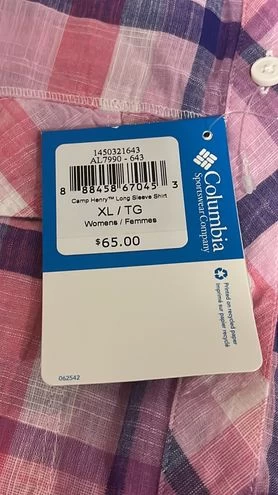 1450321643
AL7990 - 643
8 88458 67045 3
Camp Henry™ Long Sleeve Shirt
XL / TG
Womens / Femmes
$65.00
Columbia
Sportswear Company
Printed on recycled paper
Imprimé sur papier recyclé
062542